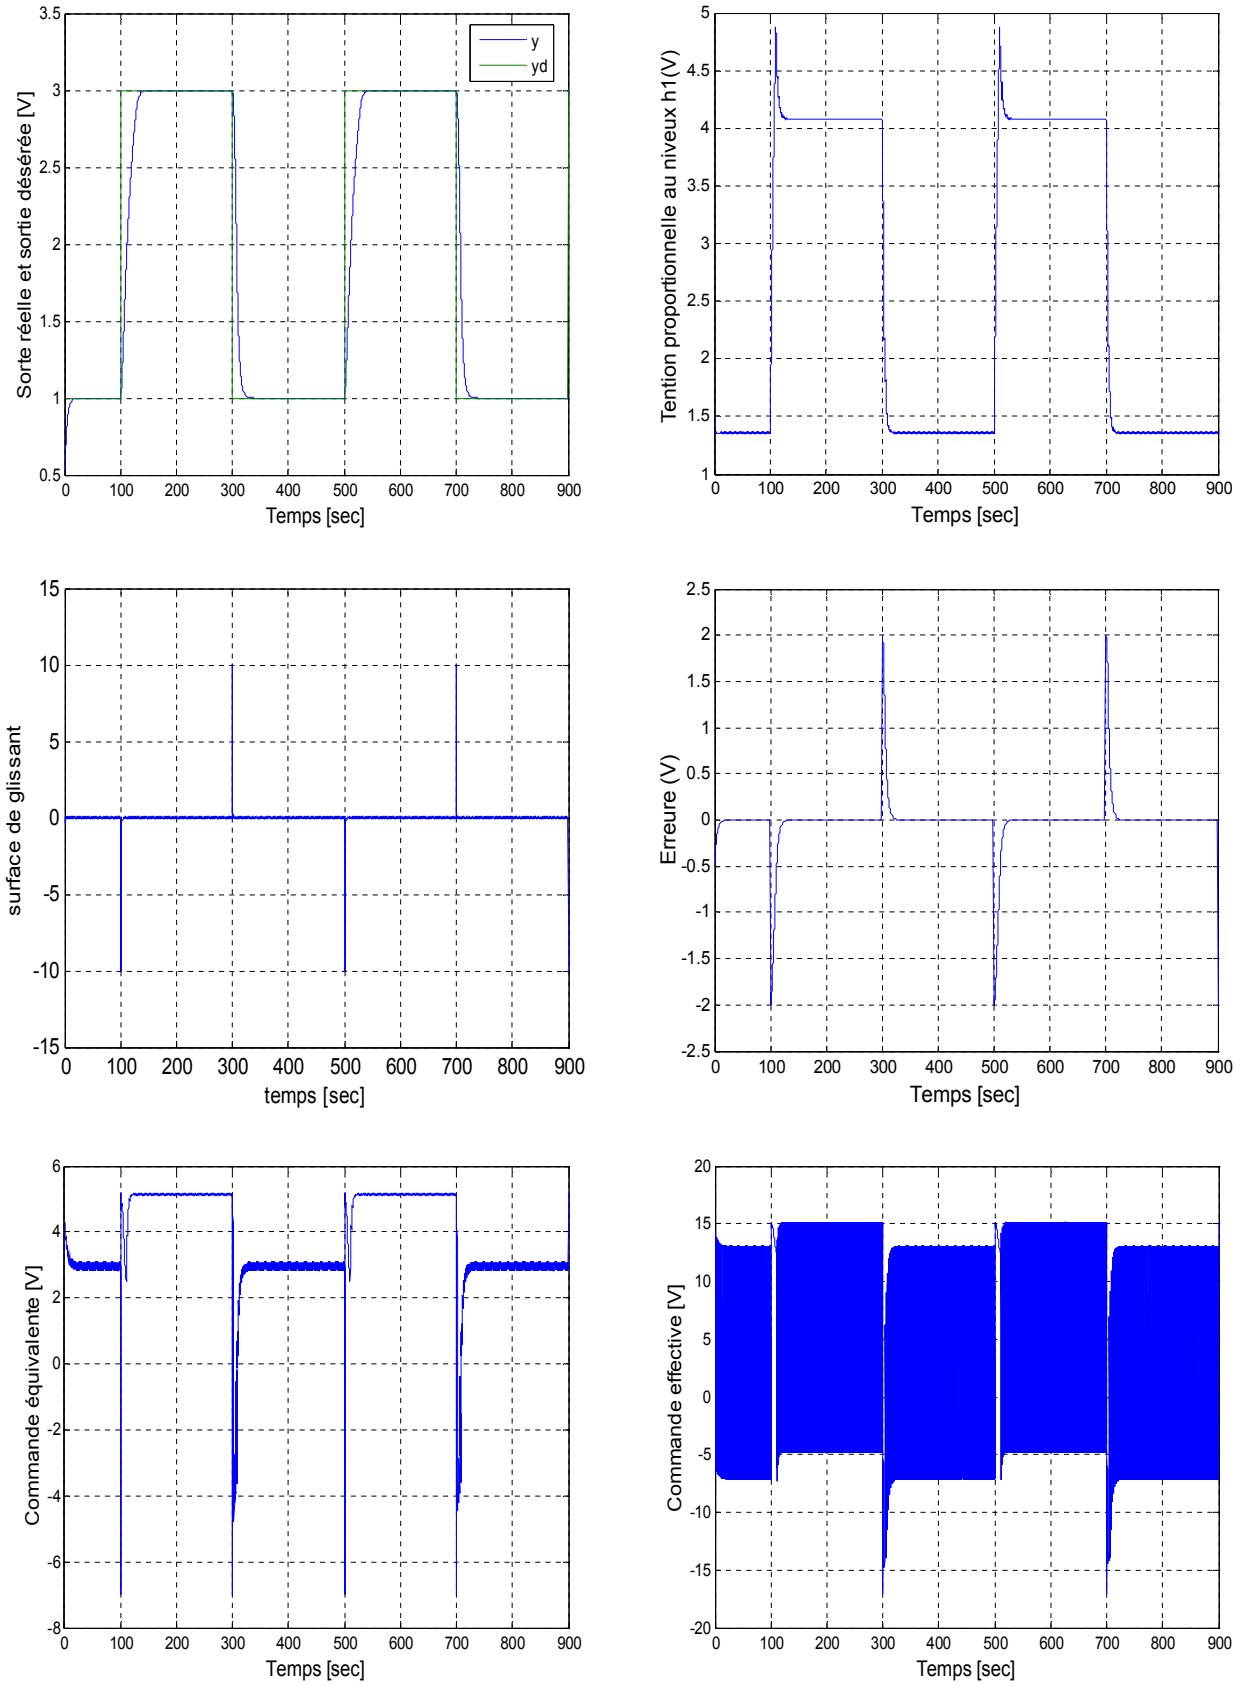 3.5
3
2.5
2
1.5
1
0.5
0 100 200 300 400 500 600 700 800 900
Sorte réelle et sortie désérée [V]
Temps [sec]
y
yd
5
4.5
4
3.5
3
2.5
2
1.5
1
0 100 200 300 400 500 600 700 800 900
Tention proportionnelle au niveux h1(V)
Temps [sec]
15
10
5
0
-5
-10
-15
0 100 200 300 400 500 600 700 800 900
surface de glissant
temps [sec]
2.5
2
1.5
1
0.5
0
-0.5
-1
-1.5
-2
-2.5
0 100 200 300 400 500 600 700 800 900
Erreure (V)
Temps [sec]
6
4
2
0
-2
-4
-6
-8
0 100 200 300 400 500 600 700 800 900
Commande équivalente [V]
Temps [sec]
20
15
10
5
0
-5
-10
-15
-20
0 100 200 300 400 500 600 700 800 900
Commande effective [V]
Temps [sec]